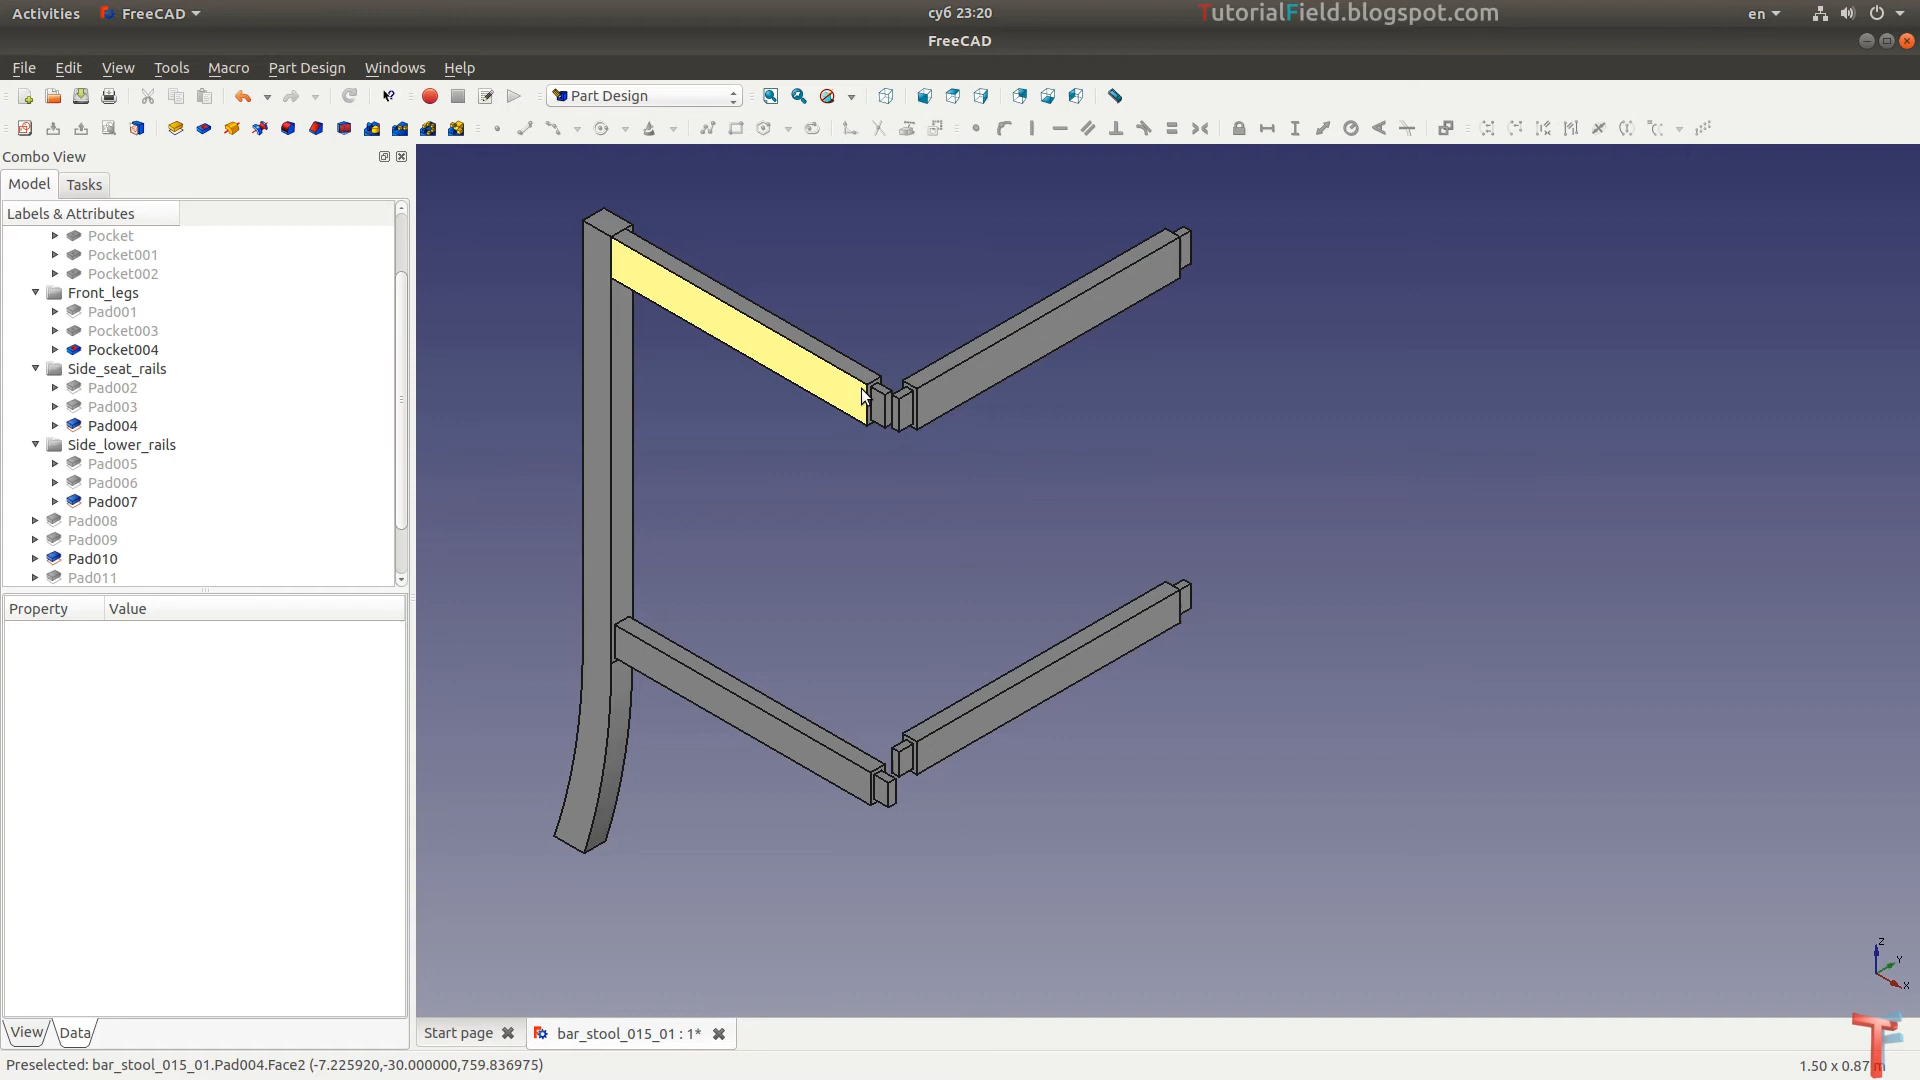 Activities FreeCAD суб 23:20 TutorialField.blogspot.com en
FreeCAD
File Edit View Tools Macro Part Design Windows Help
Part Design
Combo View
Model Tasks
Labels & Attributes
Pocket
Pocket001
Pocket002
Front_legs
Pad001
Pocket003
Pocket004
Side_seat_rails
Pad002
Pad003
Pad004
Side_lower_rails
Pad005
Pad006
Pad007
Pad008
Pad009
Pad010
Pad011
Property Value
Z
Y
X
View Data
Start page bar_stool_015_01 : 1*
Preselected: bar_stool_015_01.Pad004.Face2 (-7.225920,-30.000000,759.836975) 1.50 x 0.87 m